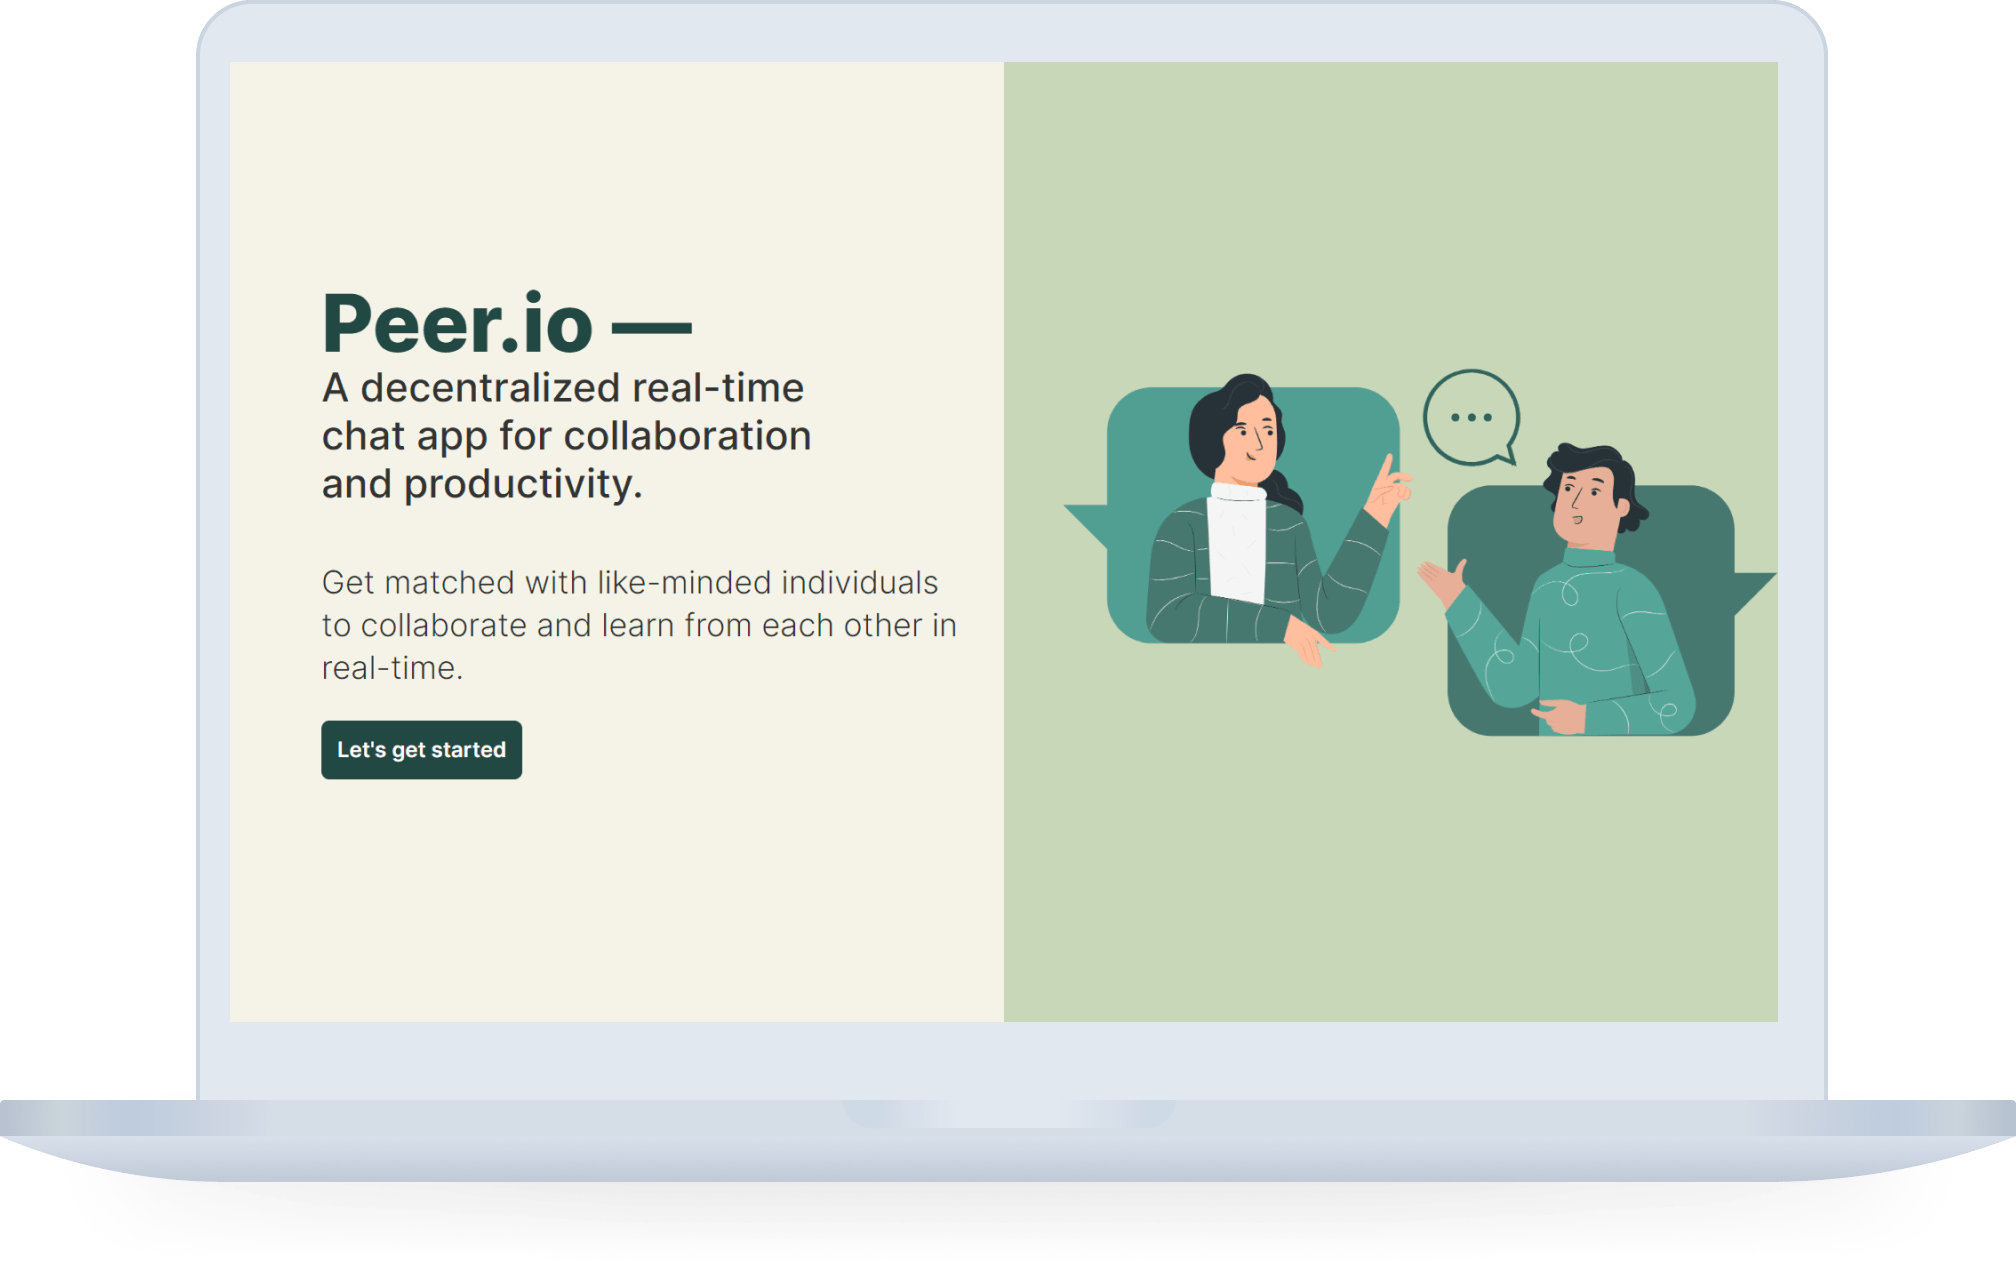 Peer.io —
A decentralized real-time
chat app for collaboration
and productivity.
Get matched with like-minded individuals
to collaborate and learn from each other in
real-time.
Let's get started